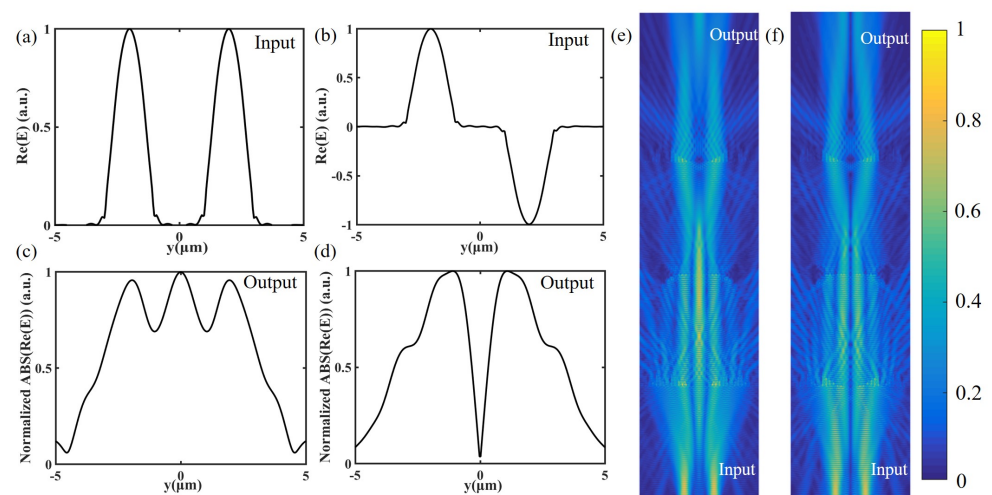 (a)
Input
1
0.5
0
-5
0
5
y(μm)
Re(E) (a.u.)
(b)
Input
1
0.5
0
-0.5
-1
-5
0
5
y(μm)
Re(E) (a.u.)
(c)
Output
1
0.5
0
-5
0
5
y(μm)
Normalized ABS(Re(E)) (a.u.)
(d)
Output
1
0.5
0
-5
0
5
y(μm)
Normalized ABS(Re(E)) (a.u.)
(e)
Output
Input
(f)
Output
Input
1
0.8
0.6
0.4
0.2
0